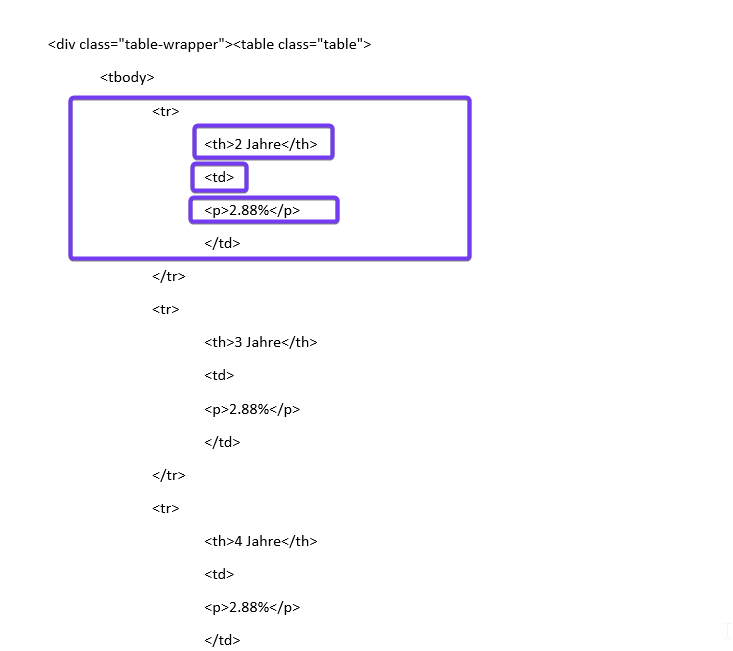 <div class="table-wrapper"><table class="table">
<tbody>
<tr>
<th>2 Jahre</th>
<td>
<p>2.88%</p>
</td>
</tr>
<tr>
<th>3 Jahre</th>
<td>
<p>2.88%</p>
</td>
</tr>
<tr>
<th>4 Jahre</th>
<td>
<p>2.88%</p>
</td>